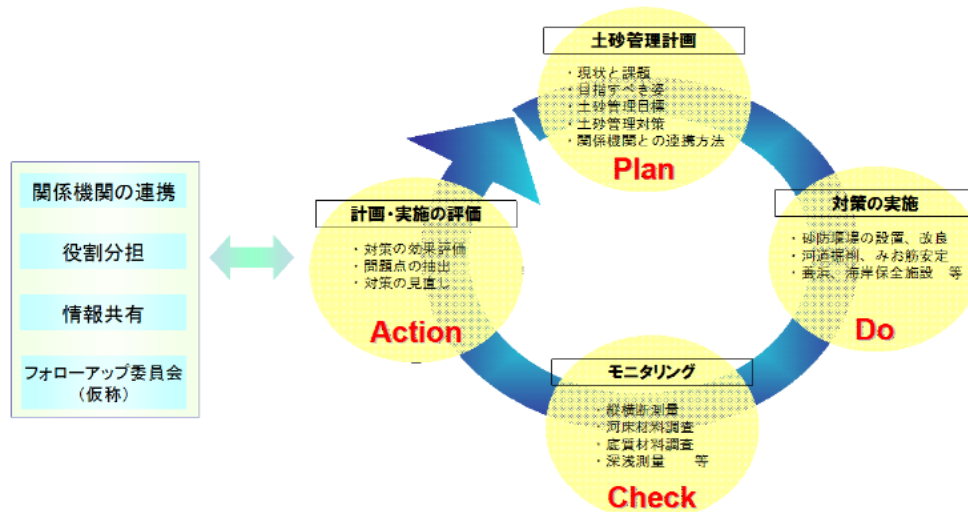 土砂管理計画
・現状と課題
・目指すべき姿
・土砂管理目標
・土砂管理対策
・関係機関との連携方法
Plan
関係機関の連携
役割分担
情報共有
フォローアップ委員会
(仮称)
計画・実施の評価
・対策の効果評価
・問題点の抽出
・対策の見直し
Action
対策の実施
・砂防堰堤の設置、改良
・河道掘削、みお筋安定
・養浜、海岸保全施設 等
Do
モニタリング
・縦横断測量
・河床材料調査
・底質材料調査
・深浅測量 等
Check